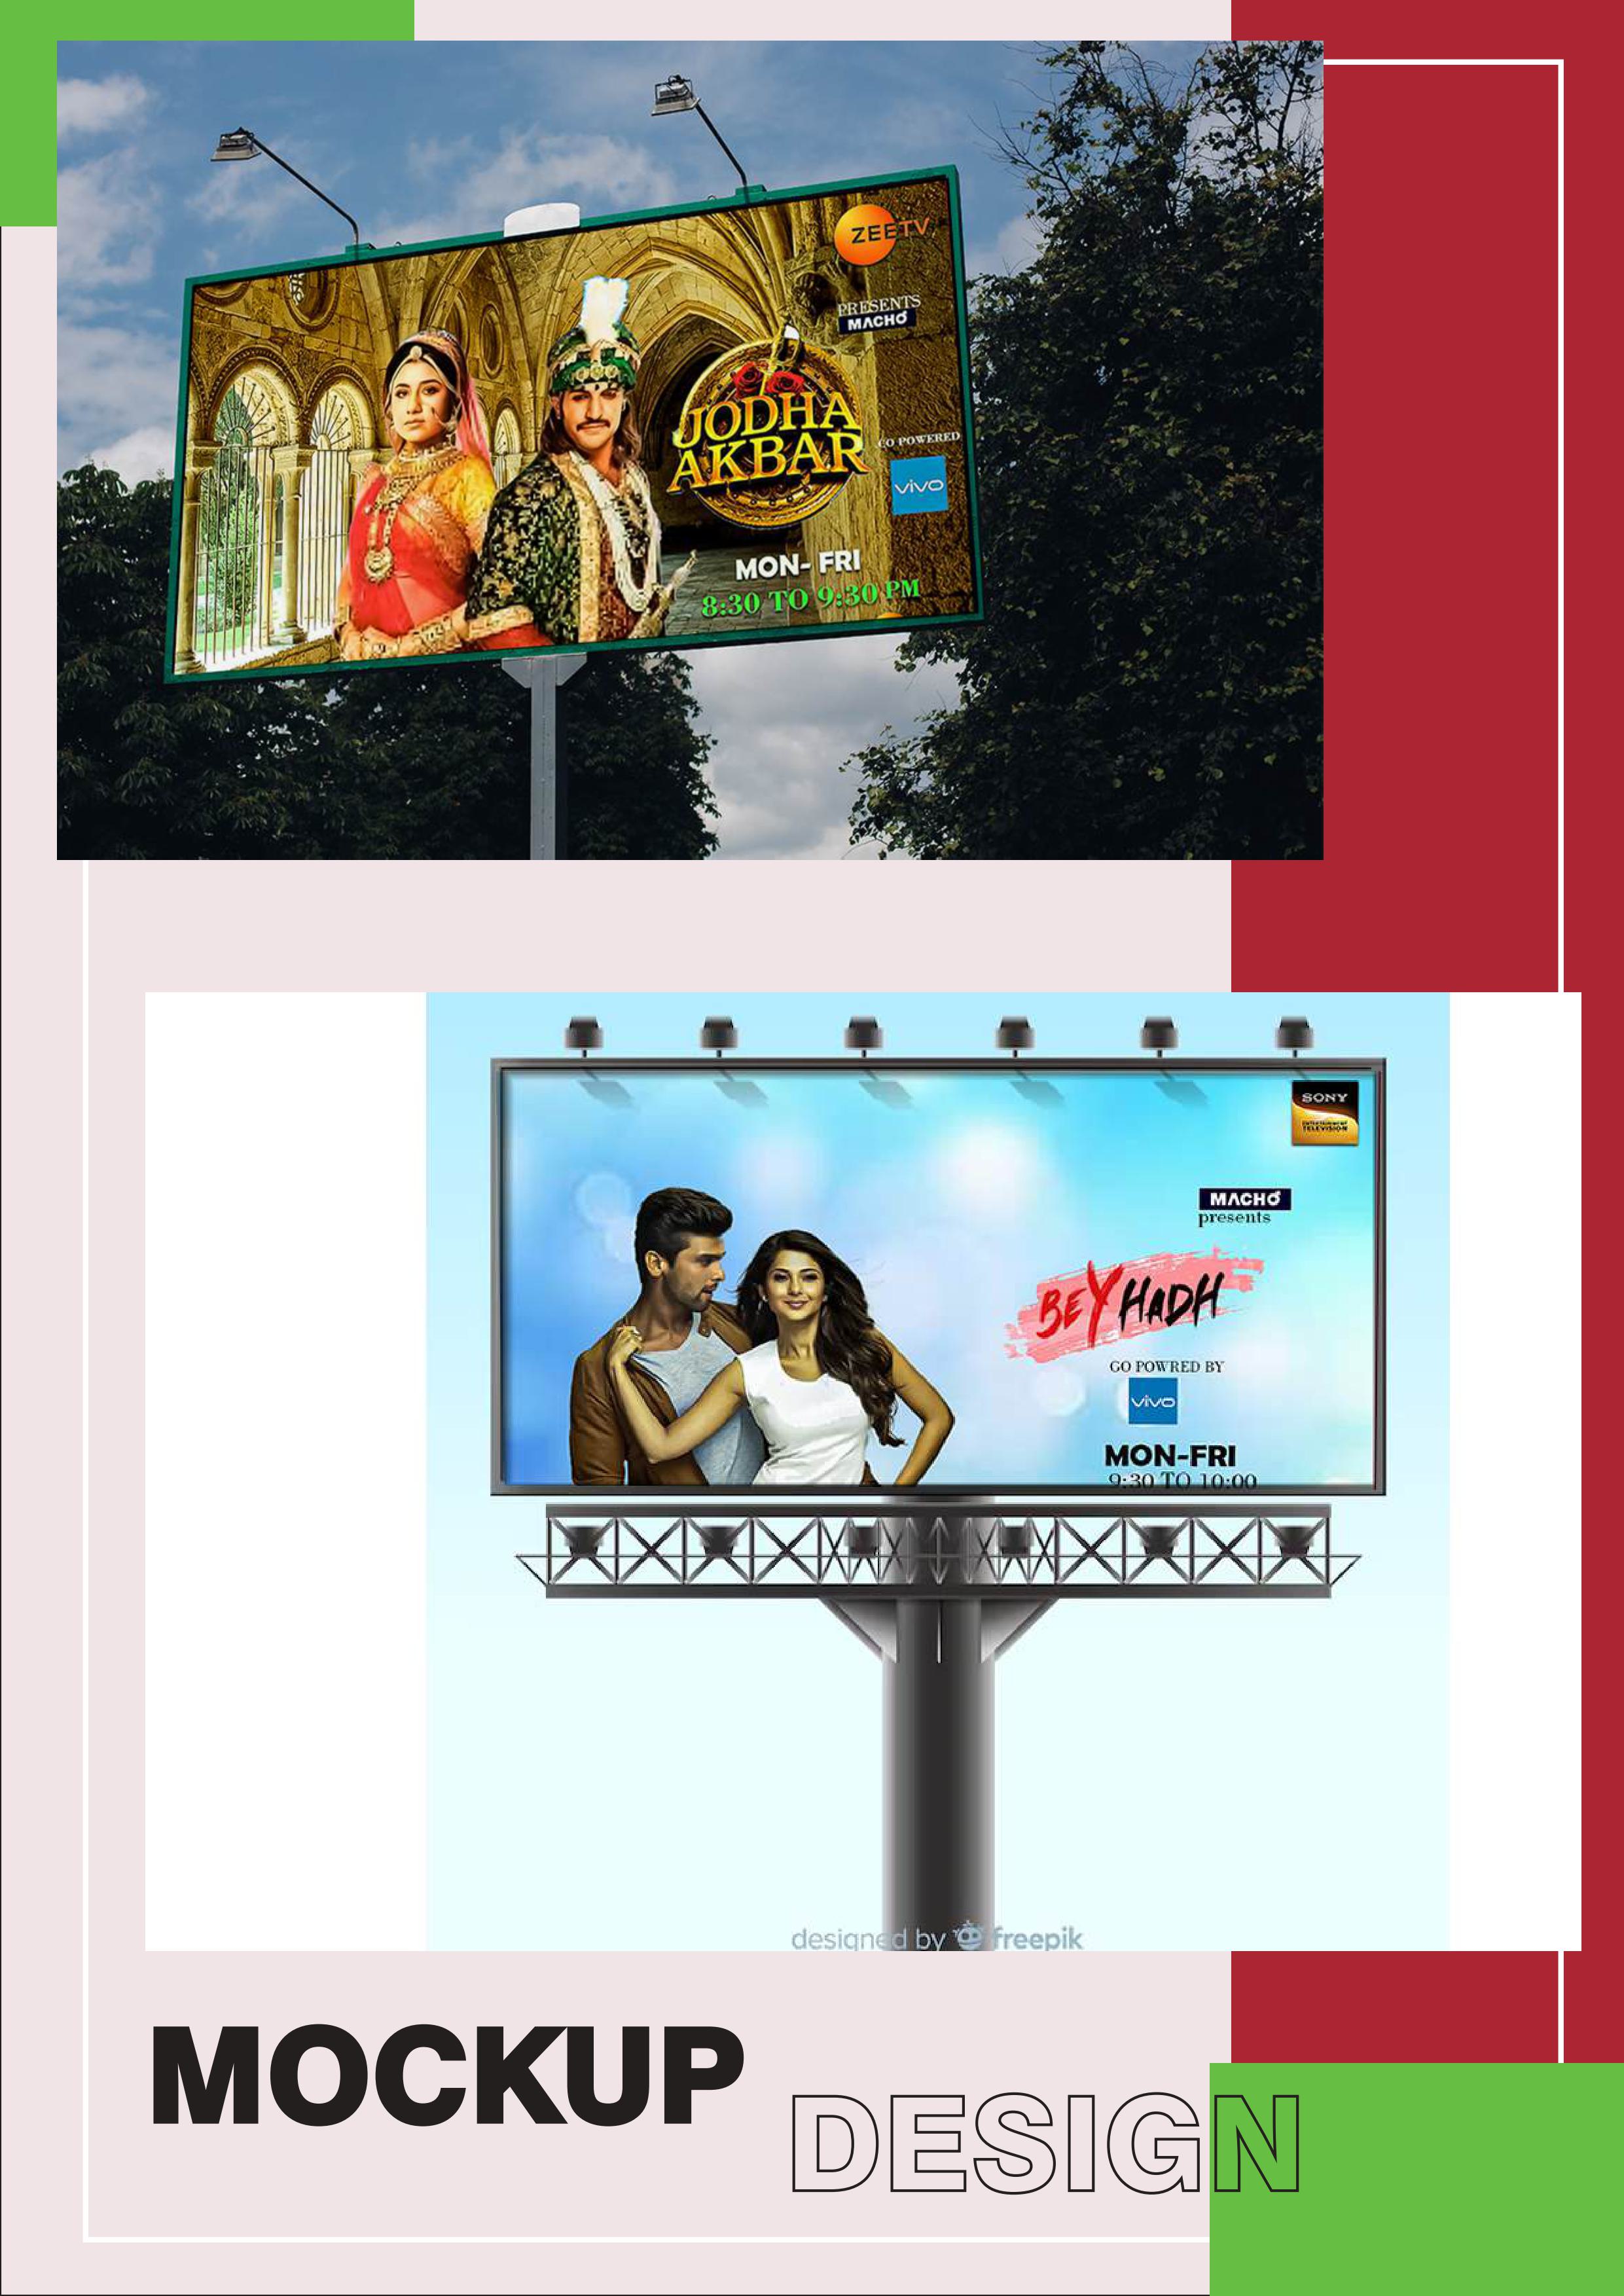 ZEE TV
PRESENTS
MACHO
JODHA
AKBAR
CO POWERED
vivo
MON- FRI
8:30 TO 9:30 PM
SONY
ENTERTAINMENT
TELEVISION
MACHO
presents
BEYHADH
GO POWRED BY
vivo
MON-FRI
9:30 TO 10:00
designed by freepik
MOCKUP
DESIGN